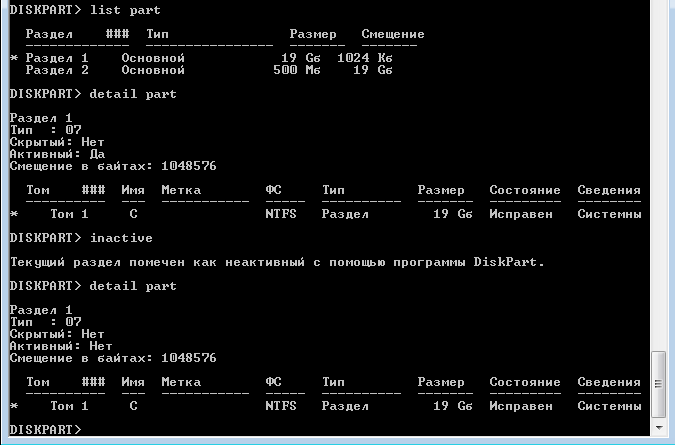 DISKPART> list part
Раздел ### Тип Размер Смещение
------------- ---------------- ------- -------
* Раздел 1 Основной 19 Gб 1024 Kб
Раздел 2 Основной 500 Mб 19 Gб
DISKPART> detail part
Раздел 1
Тип : 07
Скрытый: Нет
Активный: Да
Смещение в байтах: 1048576
Том ### Имя Метка ФС Тип Размер Состояние Сведения
---------- --- ----------- ----- ---------- ------- --------- --------
* Том 1 C NTFS Раздел 19 Gб Исправен Системны
DISKPART> inactive
Текущий раздел помечен как неактивный с помощью программы DiskPart.
DISKPART> detail part
Раздел 1
Тип : 07
Скрытый: Нет
Активный: Нет
Смещение в байтах: 1048576
Том ### Имя Метка ФС Тип Размер Состояние Сведения
---------- --- ----------- ----- ---------- ------- --------- --------
* Том 1 C NTFS Раздел 19 Gб Исправен Системны
DISKPART>